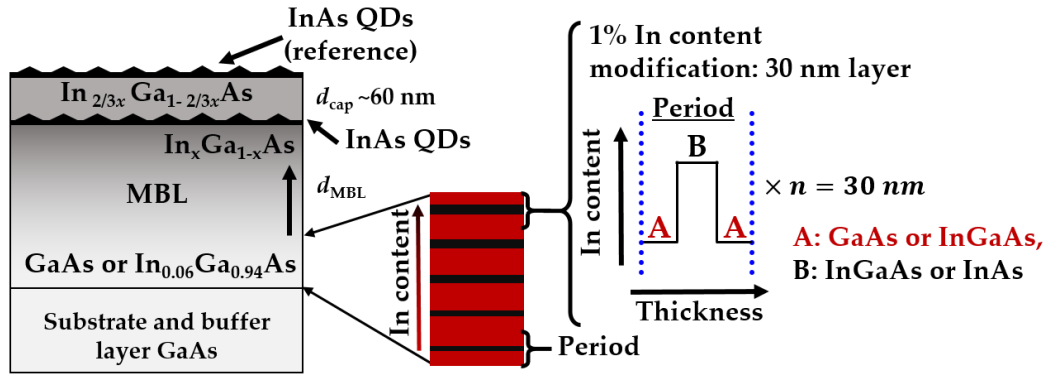 InAs QDs
(reference)
In 2/3x Ga1- 2/3xAs
dcap ~60 nm
InAs QDs
InxGa1-xAs
MBL
dMBL
GaAs or In0.06Ga0.94As
Substrate and buffer
layer GaAs
In content
Period
1% In content
modification: 30 nm layer
Period
In content
B
A
A
× n = 30 nm
Thickness
A: GaAs or InGaAs,
B: InGaAs or InAs